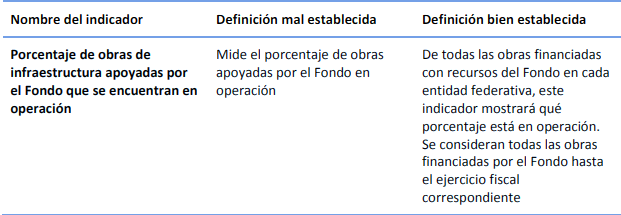 Nombre del indicador Definición mal establecida Definición bien establecida
Porcentaje de obras de
infraestructura apoyadas por
el Fondo que se encuentran en
operación
Mide el porcentaje de obras
apoyadas por el Fondo en
operación
De todas las obras financiadas
con recursos del Fondo en cada
entidad federativa, este
indicador mostrará qué
porcentaje está en operación.
Se consideran todas las obras
financiadas por el Fondo hasta
el ejercicio fiscal
correspondiente